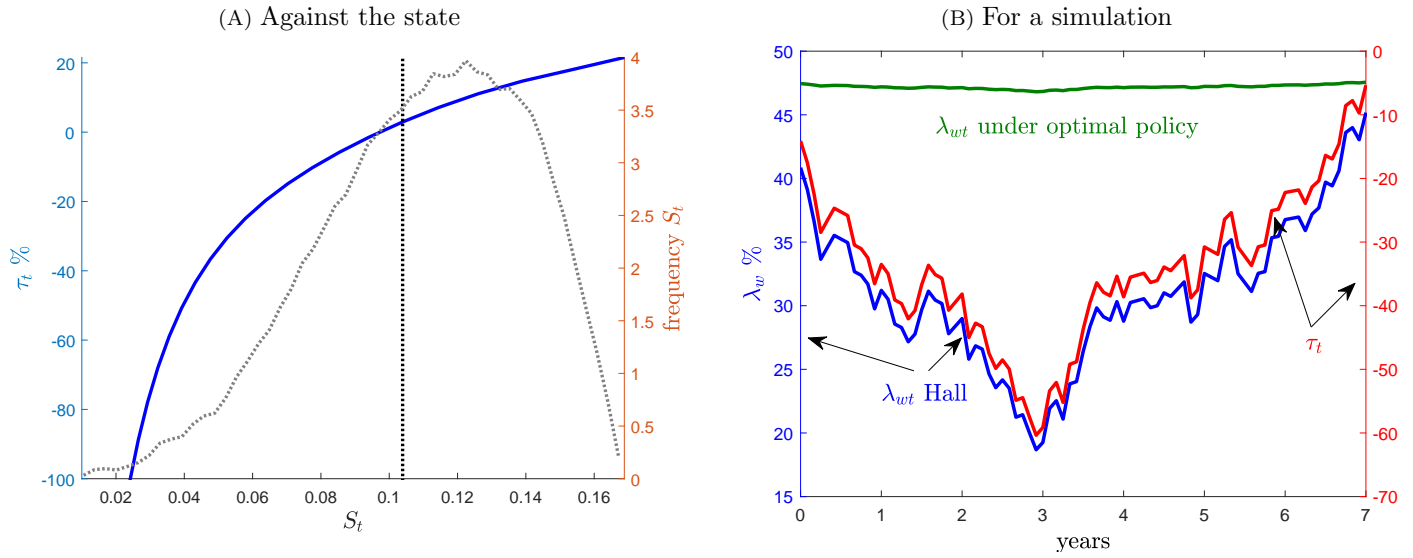 (A) Against the state
20
0
-20
-40
-60
-80
-100
τt %
0.02 0.04 0.06 0.08 0.1 0.12 0.14 0.16
St
4
3.5
3
2.5
2
1.5
1
0.5
0
frequency St
(B) For a simulation
50
45
40
35
30
25
20
15
λw %
λwt under optimal policy
λwt Hall
τt
0 1 2 3 4 5 6 7
years
0
-10
-20
-30
-40
-50
-60
-70